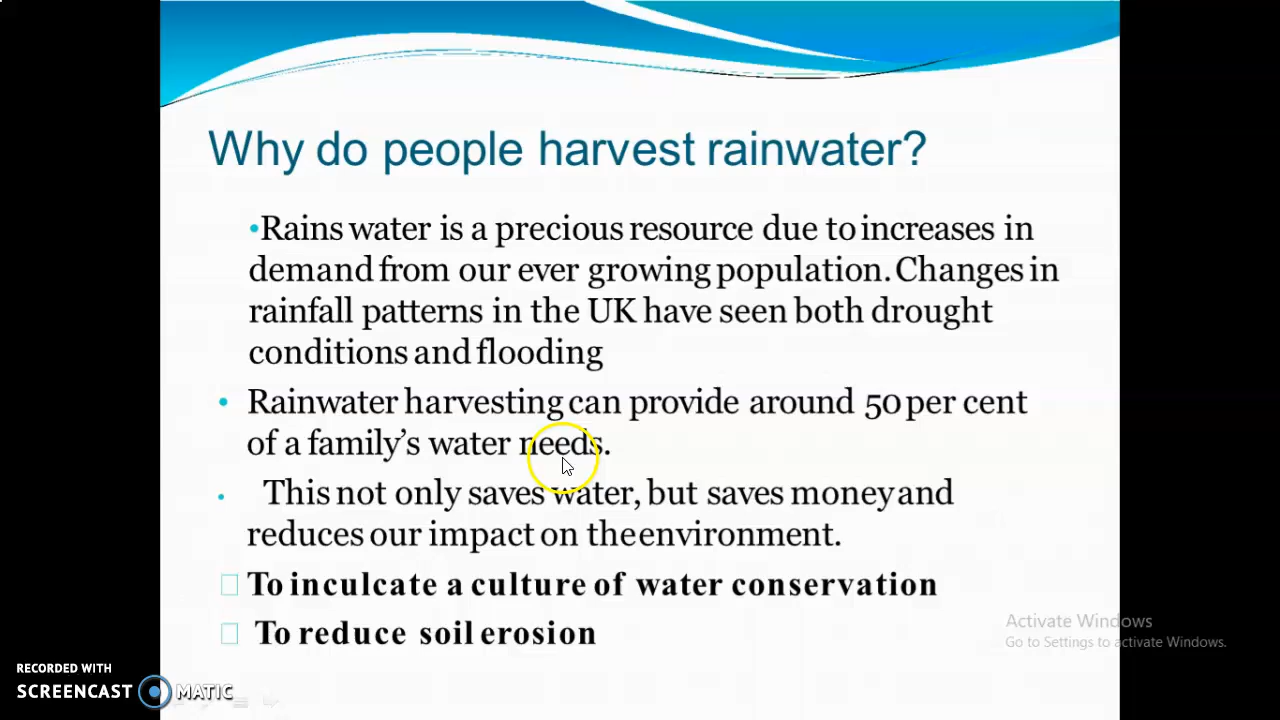 Why do people harvest rainwater?
•Rains water is a precious resource due to increases in
demand from our ever growing population. Changes in
rainfall patterns in the UK have seen both drought
conditions and flooding
• Rainwater harvesting can provide around 50 per cent
of a family’s water needs.
• This not only saves water, but saves money and
reduces our impact on the environment.
To inculcate a culture of water conservation
To reduce soil erosion
Activate Windows
Go to Settings to activate Windows.
RECORDED WITH
SCREENCAST MATIC